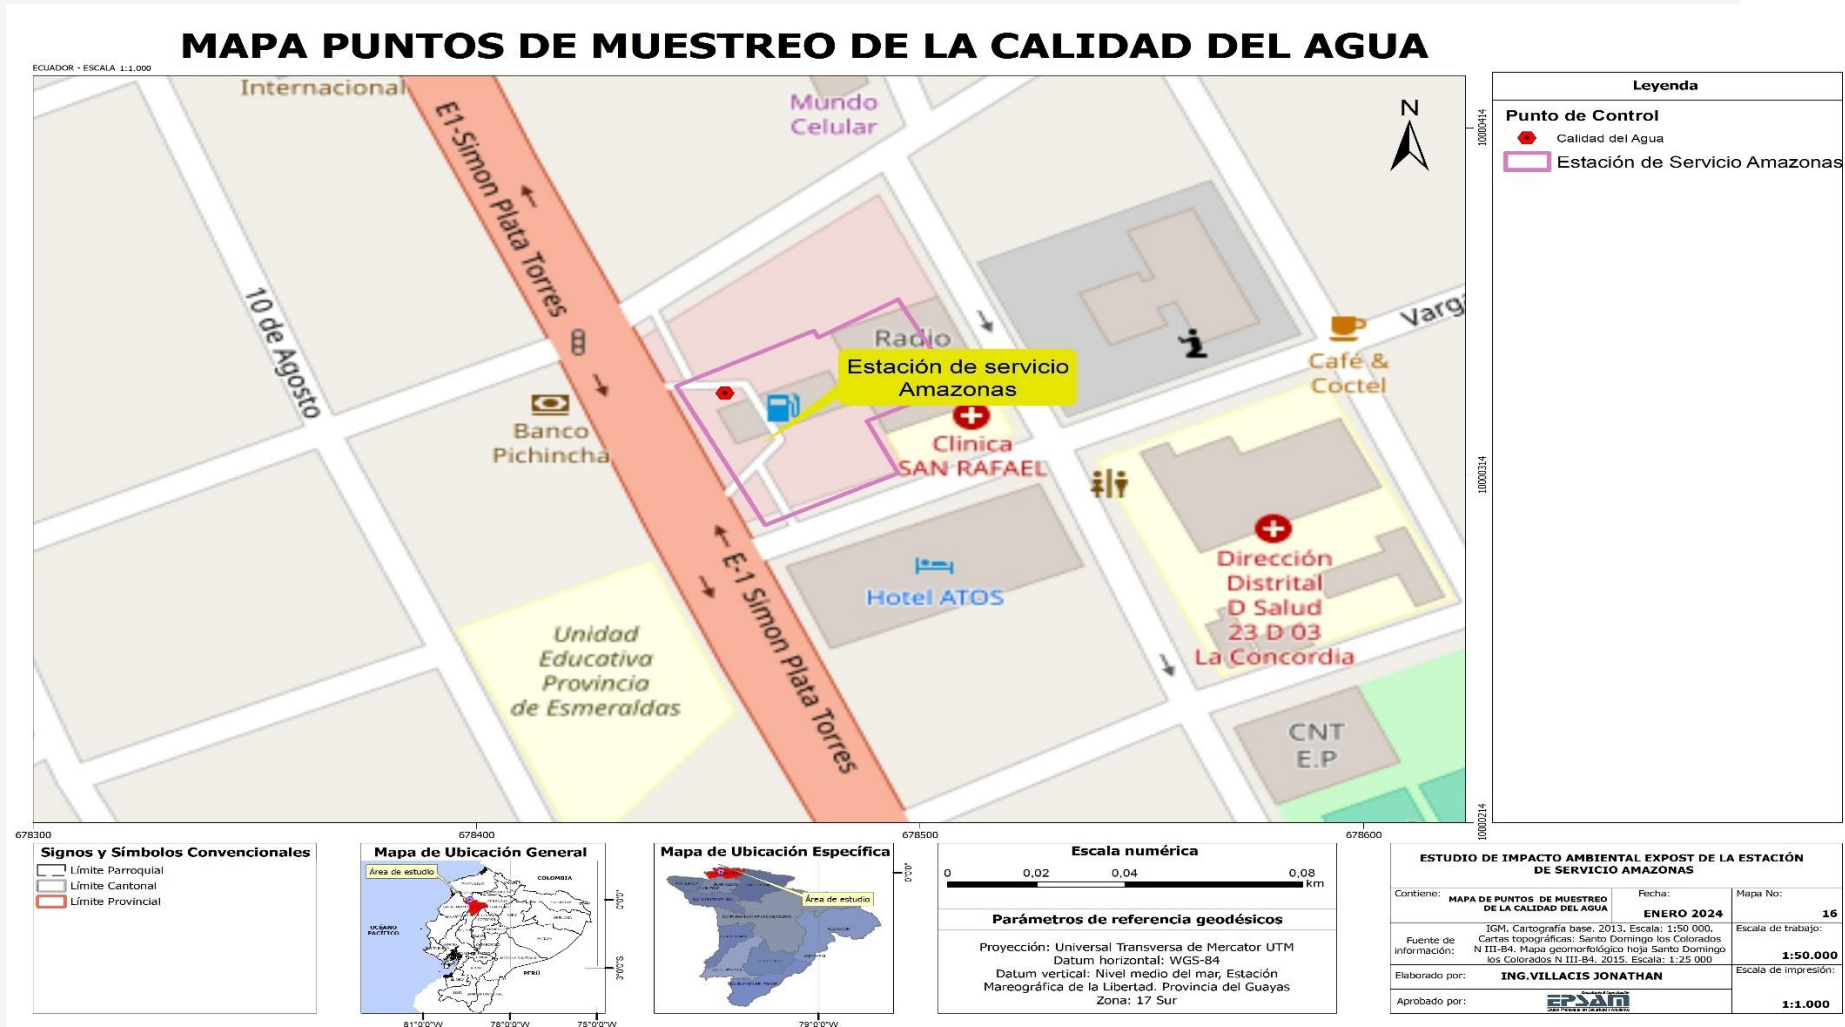 MAPA PUNTOS DE MUESTREO DE LA CALIDAD DEL AGUA
ECUADOR - ESCALA 1:1.000
Internacional
Mundo
Celular
N
E1-Simon Plata Torres
10 de Agosto
Radio
Estación de servicio
Amazonas
Banco
Pichincha
Clinica
SAN RAFAEL
Café &
Coctel
Varg
Hotel ATOS
E-1 Simon Plata Torres
Unidad
Educativa
Provincia
de Esmeraldas
Dirección
Distrital
D Salud
23 D 03
La Concordia
CNT
E.P
10000414
10000314
10000214
678300
678400
678500
678600
Leyenda
Punto de Control
Calidad del Agua
Estación de Servicio Amazonas
Signos y Símbolos Convencionales
Límite Parroquial
Límite Cantonal
Límite Provincial
Mapa de Ubicación General
Área de estudio
COLOMBIA
OCÉANO
PACÍFICO
PERÚ
0°0'0"
3°0'0"S
81°0'0"W
78°0'0"W
75°0'0"W
Mapa de Ubicación Específica
Área de estudio
0°0'0"
79°0'0"W
Escala numérica
0
0,02
0,04
0,08
km
Parámetros de referencia geodésicos
Proyección: Universal Transversa de Mercator UTM
Datum horizontal: WGS-84
Datum vertical: Nivel medio del mar, Estación
Mareográfica de la Libertad. Provincia del Guayas
Zona: 17 Sur
ESTUDIO DE IMPACTO AMBIENTAL EXPOST DE LA ESTACIÓN
DE SERVICIO AMAZONAS
Contiene:
MAPA DE PUNTOS DE MUESTREO
DE LA CALIDAD DEL AGUA
Fecha:
ENERO 2024
Mapa No:
16
Fuente de
información:
IGM. Cartografía base. 2013. Escala: 1:50 000.
Cartas topográficas: Santo Domingo los Colorados
N III-B4. Mapa geomorfológico hoja Santo Domingo
los Colorados N III-B4. 2015. Escala: 1:25 000
Escala de trabajo:
1:50.000
Elaborado por:
ING.VILLACIS JONATHAN
Escala de impresión:
1:1.000
Aprobado por:
EPSAM